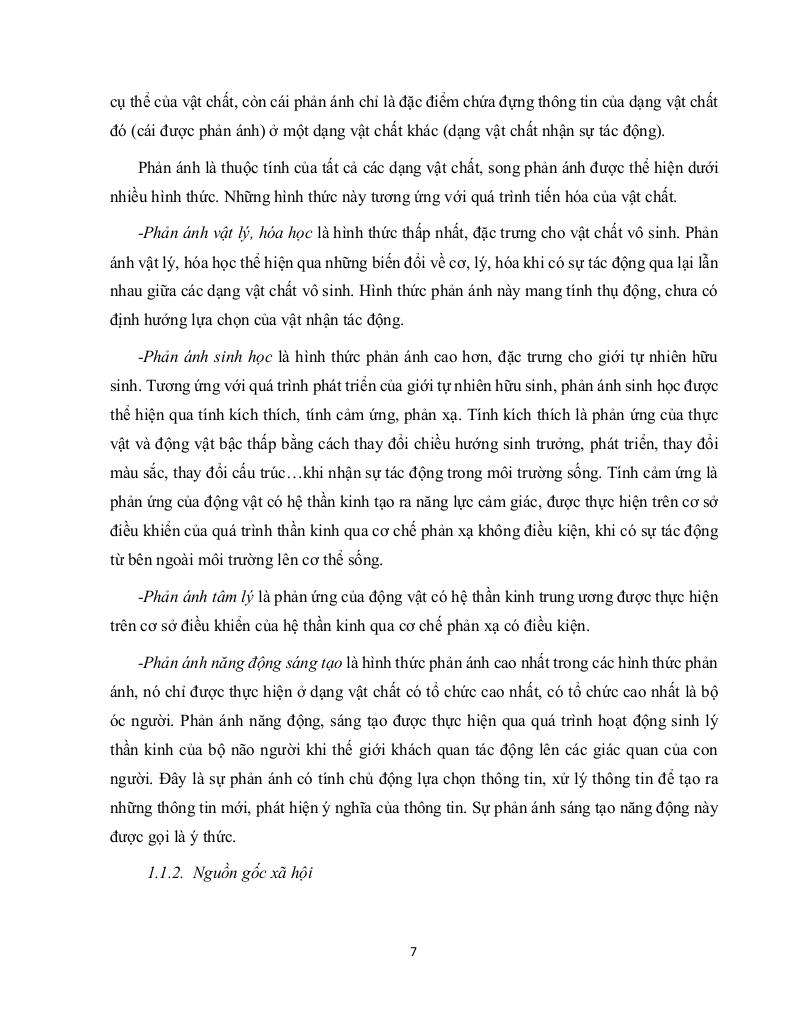 cụ thể của vật chất, còn cái phản ánh chỉ là đặc điểm chứa đựng thông tin của dạng vật chất
đó (cái được phản ánh) ở một dạng vật chất khác (dạng vật chất nhận sự tác động).
Phản ánh là thuộc tính của tất cả các dạng vật chất, song phản ánh được thể hiện dưới
nhiều hình thức. Những hình thức này tương ứng với quá trình tiến hóa của vật chất.
-Phản ánh vật lý, hóa học là hình thức thấp nhất, đặc trưng cho vật chất vô sinh. Phản
ánh vật lý, hóa học thể hiện qua những biến đổi về cơ, lý, hóa khi có sự tác động qua lại lẫn
nhau giữa các dạng vật chất vô sinh. Hình thức phản ánh này mang tính thụ động, chưa có
định hướng lựa chọn của vật nhận tác động.
-Phản ánh sinh học là hình thức phản ánh cao hơn, đặc trưng cho giới tự nhiên hữu
sinh. Tương ứng với quá trình phát triển của giới tự nhiên hữu sinh, phản ánh sinh học được
thể hiện qua tính kích thích, tính cảm ứng, phản xạ. Tính kích thích là phản ứng của thực
vật và động vật bậc thấp bằng cách thay đổi chiều hướng sinh trưởng, phát triển, thay đổi
màu sắc, thay đổi cấu trúc…khi nhận sự tác động trong môi trường sống. Tính cảm ứng là
phản ứng của động vật có hệ thần kinh tạo ra năng lực cảm giác, được thực hiện trên cơ sở
điều khiển của quá trình thần kinh qua cơ chế phản xạ không điều kiện, khi có sự tác động
từ bên ngoài môi trường lên cơ thể sống.
-Phản ánh tâm lý là phản ứng của động vật có hệ thần kinh trung ương được thực hiện
trên cơ sở điều khiển của hệ thần kinh qua cơ chế phản xạ có điều kiện.
-Phản ánh năng động sáng tạo là hình thức phản ánh cao nhất trong các hình thức phản
ánh, nó chỉ được thực hiện ở dạng vật chất có tổ chức cao nhất, có tổ chức cao nhất là bộ
óc người. Phản ánh năng động, sáng tạo được thực hiện qua quá trình hoạt động sinh lý
thần kinh của bộ não người khi thế giới khách quan tác động lên các giác quan của con
người. Đây là sự phản ánh có tính chủ động lựa chọn thông tin, xử lý thông tin để tạo ra
những thông tin mới, phát hiện ý nghĩa của thông tin. Sự phản ánh sáng tạo năng động này
được gọi là ý thức.
1.1.2. Nguồn gốc xã hội
7